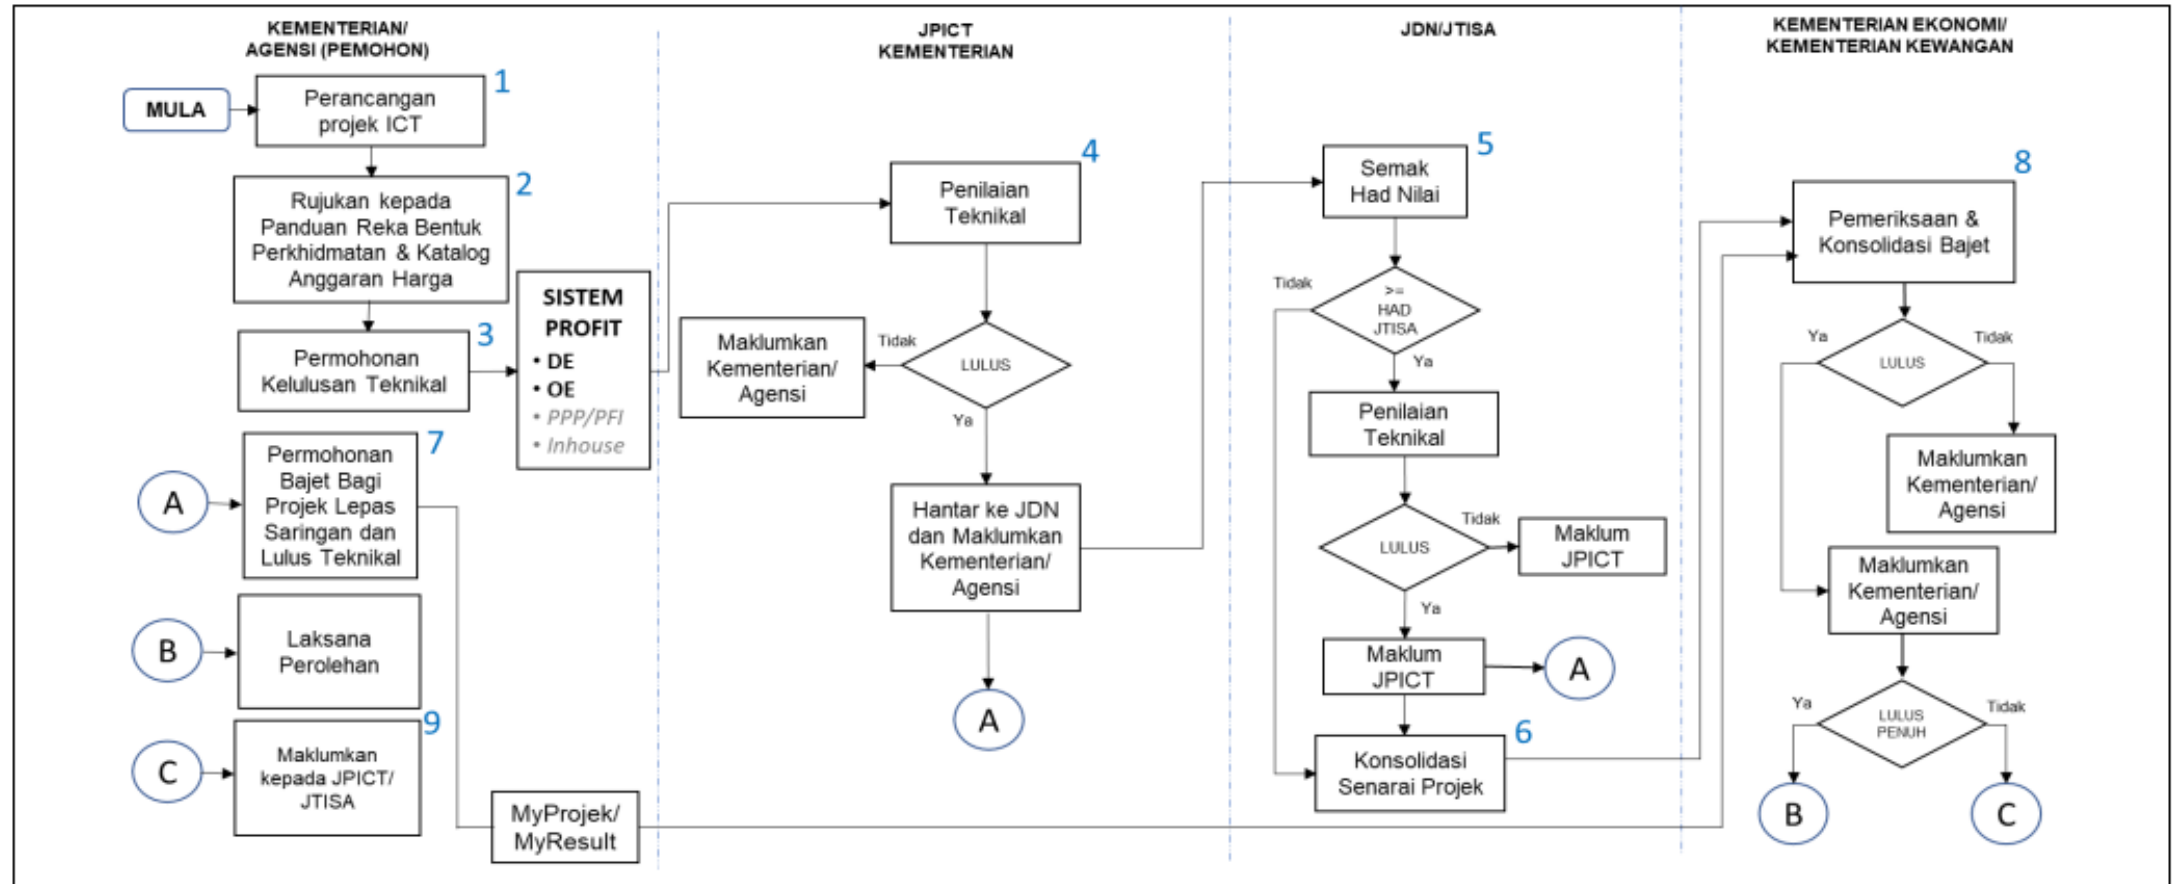 KEMENTERIAN/
AGENSI (PEMOHON)
MULA
1
Perancangan
projek ICT
2
Rujukan kepada
Panduan Reka Bentuk
Perkhidmatan & Katalog
Anggaran Harga
3
Permohonan
Kelulusan Teknikal
SISTEM
PROFIT
• DE
• OE
• PPP/PFI
• Inhouse
A
7
Permohonan
Bajet Bagi
Projek Lepas
Saringan dan
Lulus Teknikal
B
Laksana
Perolehan
C
9
Maklumkan
kepada JPICT/
JTISA
MyProjek/
MyResult
JPICT
KEMENTERIAN
4
Penilaian
Teknikal
LULUS
Tidak
Maklumkan
Kementerian/
Agensi
Ya
Hantar ke JDN
dan Maklumkan
Kementerian/
Agensi
A
JDN/JTISA
5
Semak
Had Nilai
Tidak
>=
HAD
JTISA
Ya
Penilaian
Teknikal
LULUS
Tidak
Maklum
JPICT
Ya
Maklum
JPICT
A
6
Konsolidasi
Senarai Projek
KEMENTERIAN EKONOMI/
KEMENTERIAN KEWANGAN
8
Pemeriksaan &
Konsolidasi Bajet
Ya
LULUS
Tidak
Maklumkan
Kementerian/
Agensi
Maklumkan
Kementerian/
Agensi
Ya
LULUS
PENUH
Tidak
B
C